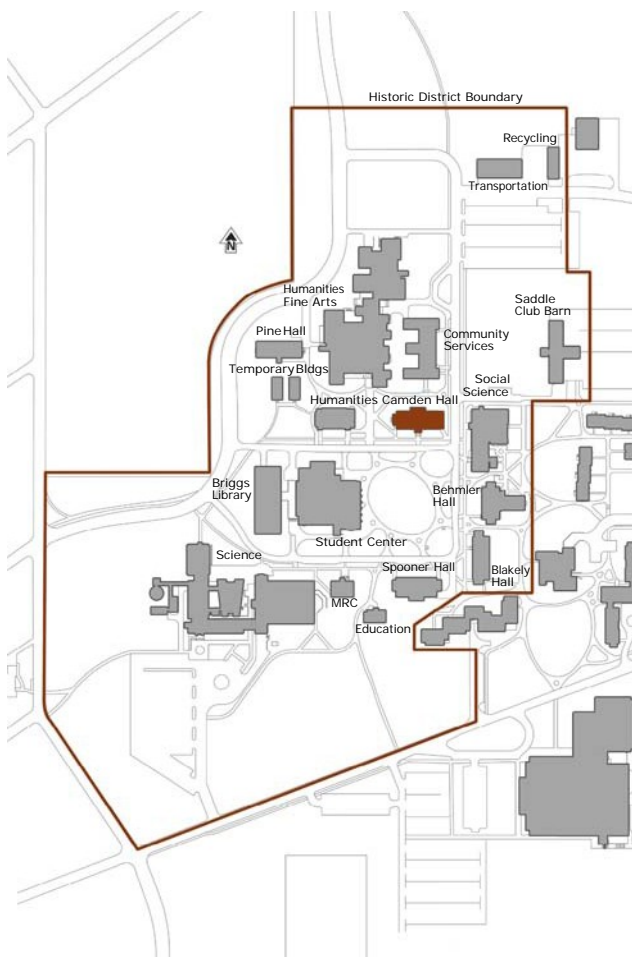 Historic District Boundary
Recycling
Transportation
N
Humanities
Fine Arts
Saddle
Club Barn
Pine Hall
Community
Services
Temporary Bldgs
Social
Science
Humanities Camden Hall
Briggs
Library
Behmler
Hall
Student Center
Science
Spooner Hall
Blakely
Hall
MRC
Education